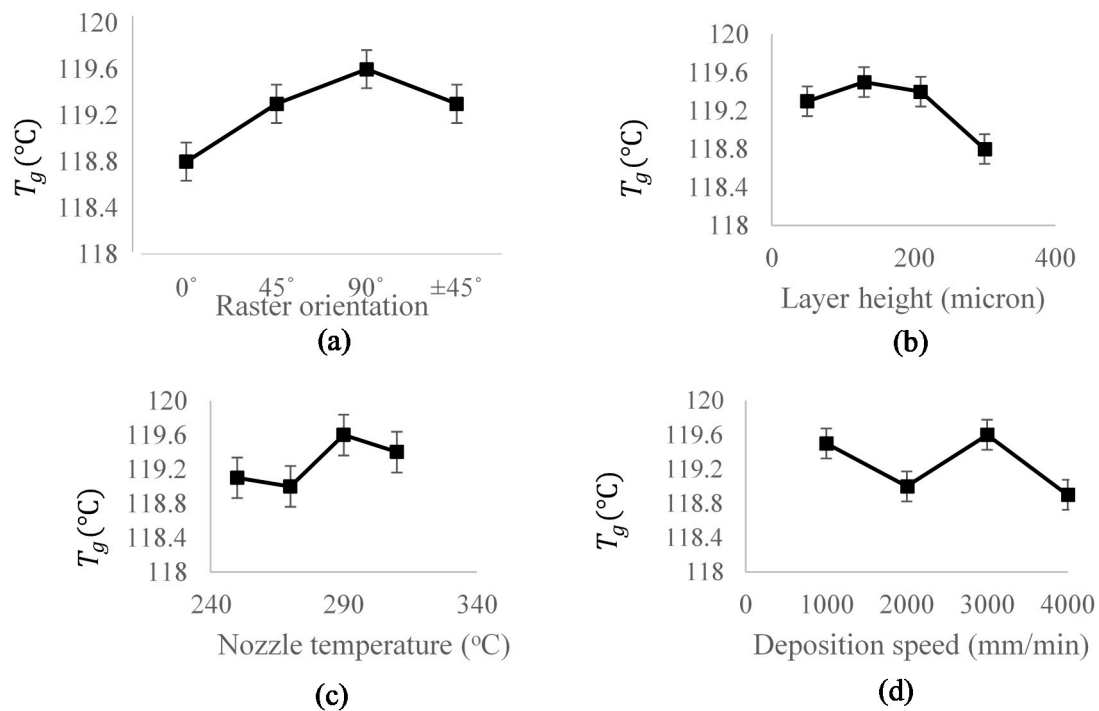 120
119.6
119.2
118.8
118.4
118
T_g (°C)
0° 45° 90° ±45°
Raster orientation
(a)
120
119.6
119.2
118.8
118.4
118
T_g (°C)
0 200 400
Layer height (micron)
(b)
120
119.6
119.2
118.8
118.4
118
T_g (°C)
240 290 340
Nozzle temperature (°C)
(c)
120
119.6
119.2
118.8
118.4
118
T_g (°C)
0 1000 2000 3000 4000
Deposition speed (mm/min)
(d)